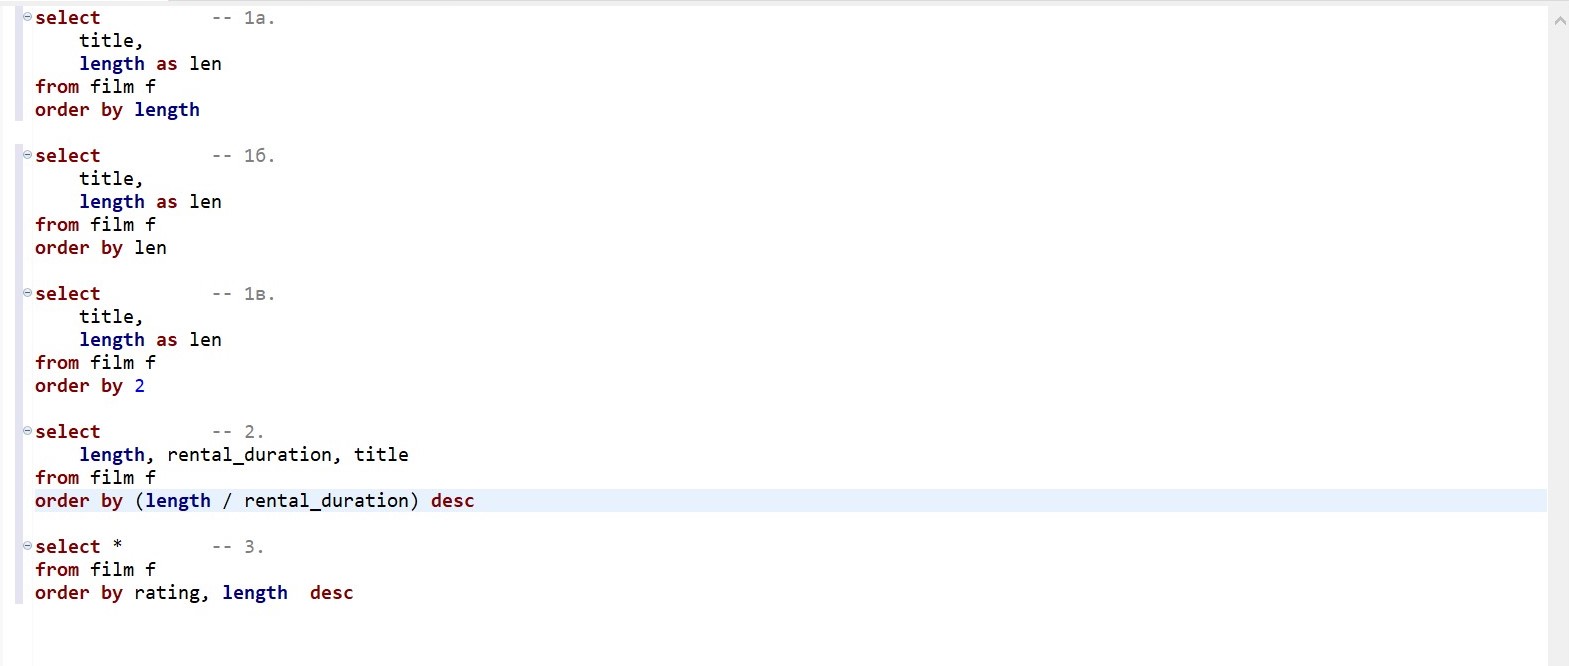 select          -- 1а.
    title,
    length as len
from film f
order by length
select          -- 1б.
    title,
    length as len
from film f
order by len
select          -- 1в.
    title,
    length as len
from film f
order by 2
select          -- 2.
    length, rental_duration, title
from film f
order by (length / rental_duration) desc
select *        -- 3.
from film f
order by rating, length  desc